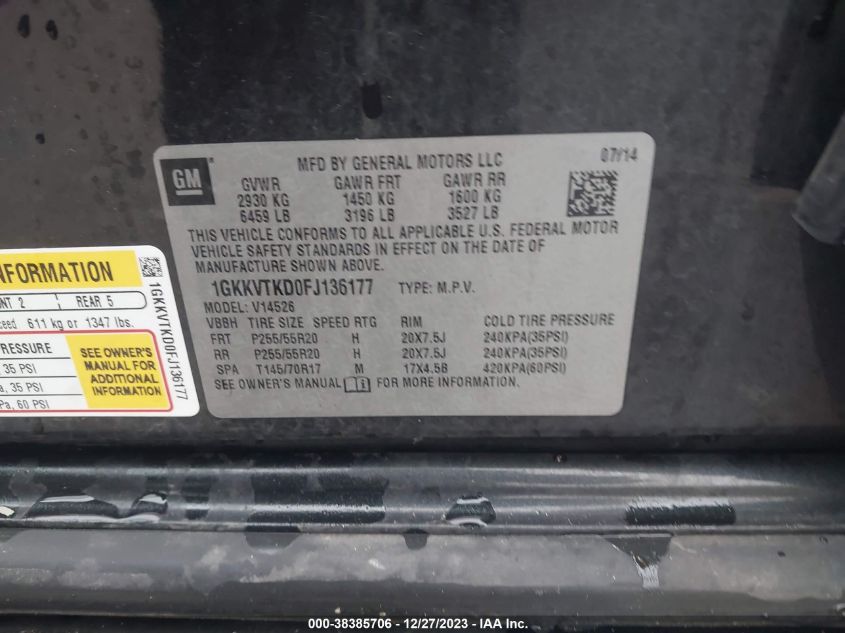 GM
MFD BY GENERAL MOTORS LLC 07/14
GVWR GAWR FRT GAWR RR
2930 KG 1450 KG 1600 KG
6459 LB 3196 LB 3527 LB
THIS VEHICLE CONFORMS TO ALL APPLICABLE U.S. FEDERAL MOTOR
VEHICLE SAFETY STANDARDS IN EFFECT ON THE DATE OF
MANUFACTURE SHOWN ABOVE.
1GKKVTKD0FJ136177 TYPE: M.P.V.
MODEL: V14526
VBBH TIRE SIZE SPEED RTG RIM COLD TIRE PRESSURE
FRT P255/55R20 H 20X7.5J 240KPA(35PSI)
RR P255/55R20 H 20X7.5J 240KPA(35PSI)
SPA T145/70R17 M 17X4.5B 420KPA(60PSI)
SEE OWNER'S MANUAL FOR MORE INFORMATION.
NFORMATION
NT 2 REAR 5
ceed 611 kg or 1347 lbs.
PRESSURE
, 35 PSI
a, 35 PSI
Pa, 60 PSI
SEE OWNER'S
MANUAL FOR
ADDITIONAL
INFORMATION
1GKKVTKD0FJ136177
000-38385706 - 12/27/2023 - IAA Inc.